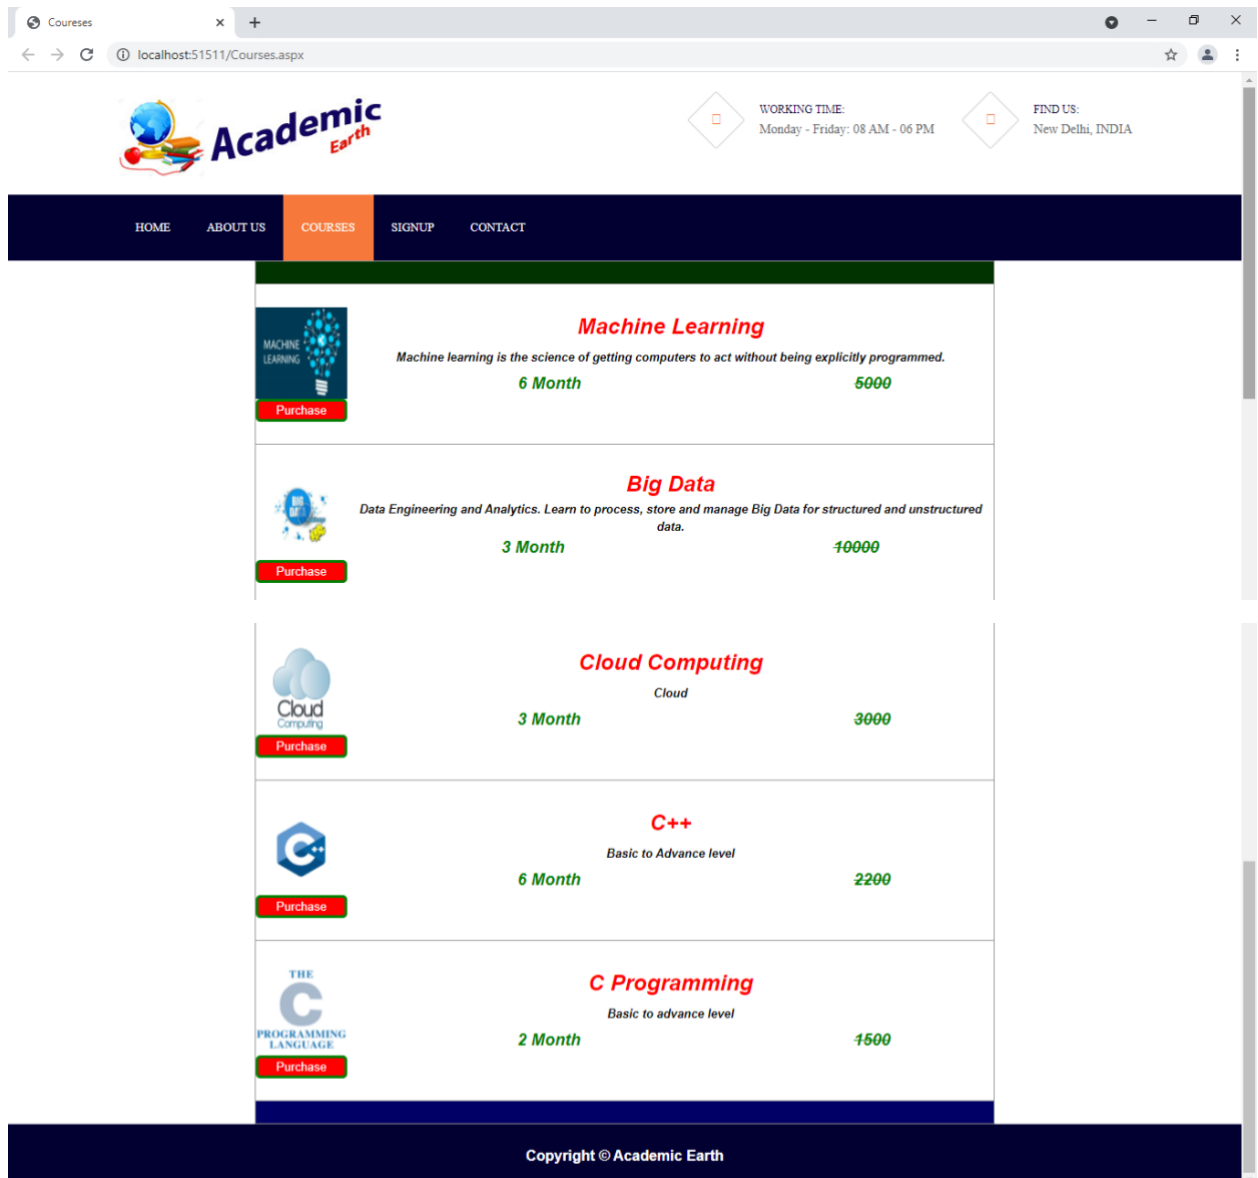 Coureses
localhost:51511/Courses.aspx
Academic
Earth
WORKING TIME:
Monday - Friday: 08 AM - 06 PM
FIND US:
New Delhi, INDIA
HOME ABOUT US COURSES SIGNUP CONTACT
MACHINE
LEARNING
Machine Learning
Machine learning is the science of getting computers to act without being explicitly programmed.
6 Month 5000
Purchase
BIG
DATA
Big Data
Data Engineering and Analytics. Learn to process, store and manage Big Data for structured and unstructured
data.
3 Month 10000
Purchase
Cloud
Computing
Cloud Computing
Cloud
3 Month 3000
Purchase
C++
C++
Basic to Advance level
6 Month 2200
Purchase
THE
C
PROGRAMMING
LANGUAGE
C Programming
Basic to advance level
2 Month 1500
Purchase
Copyright © Academic Earth